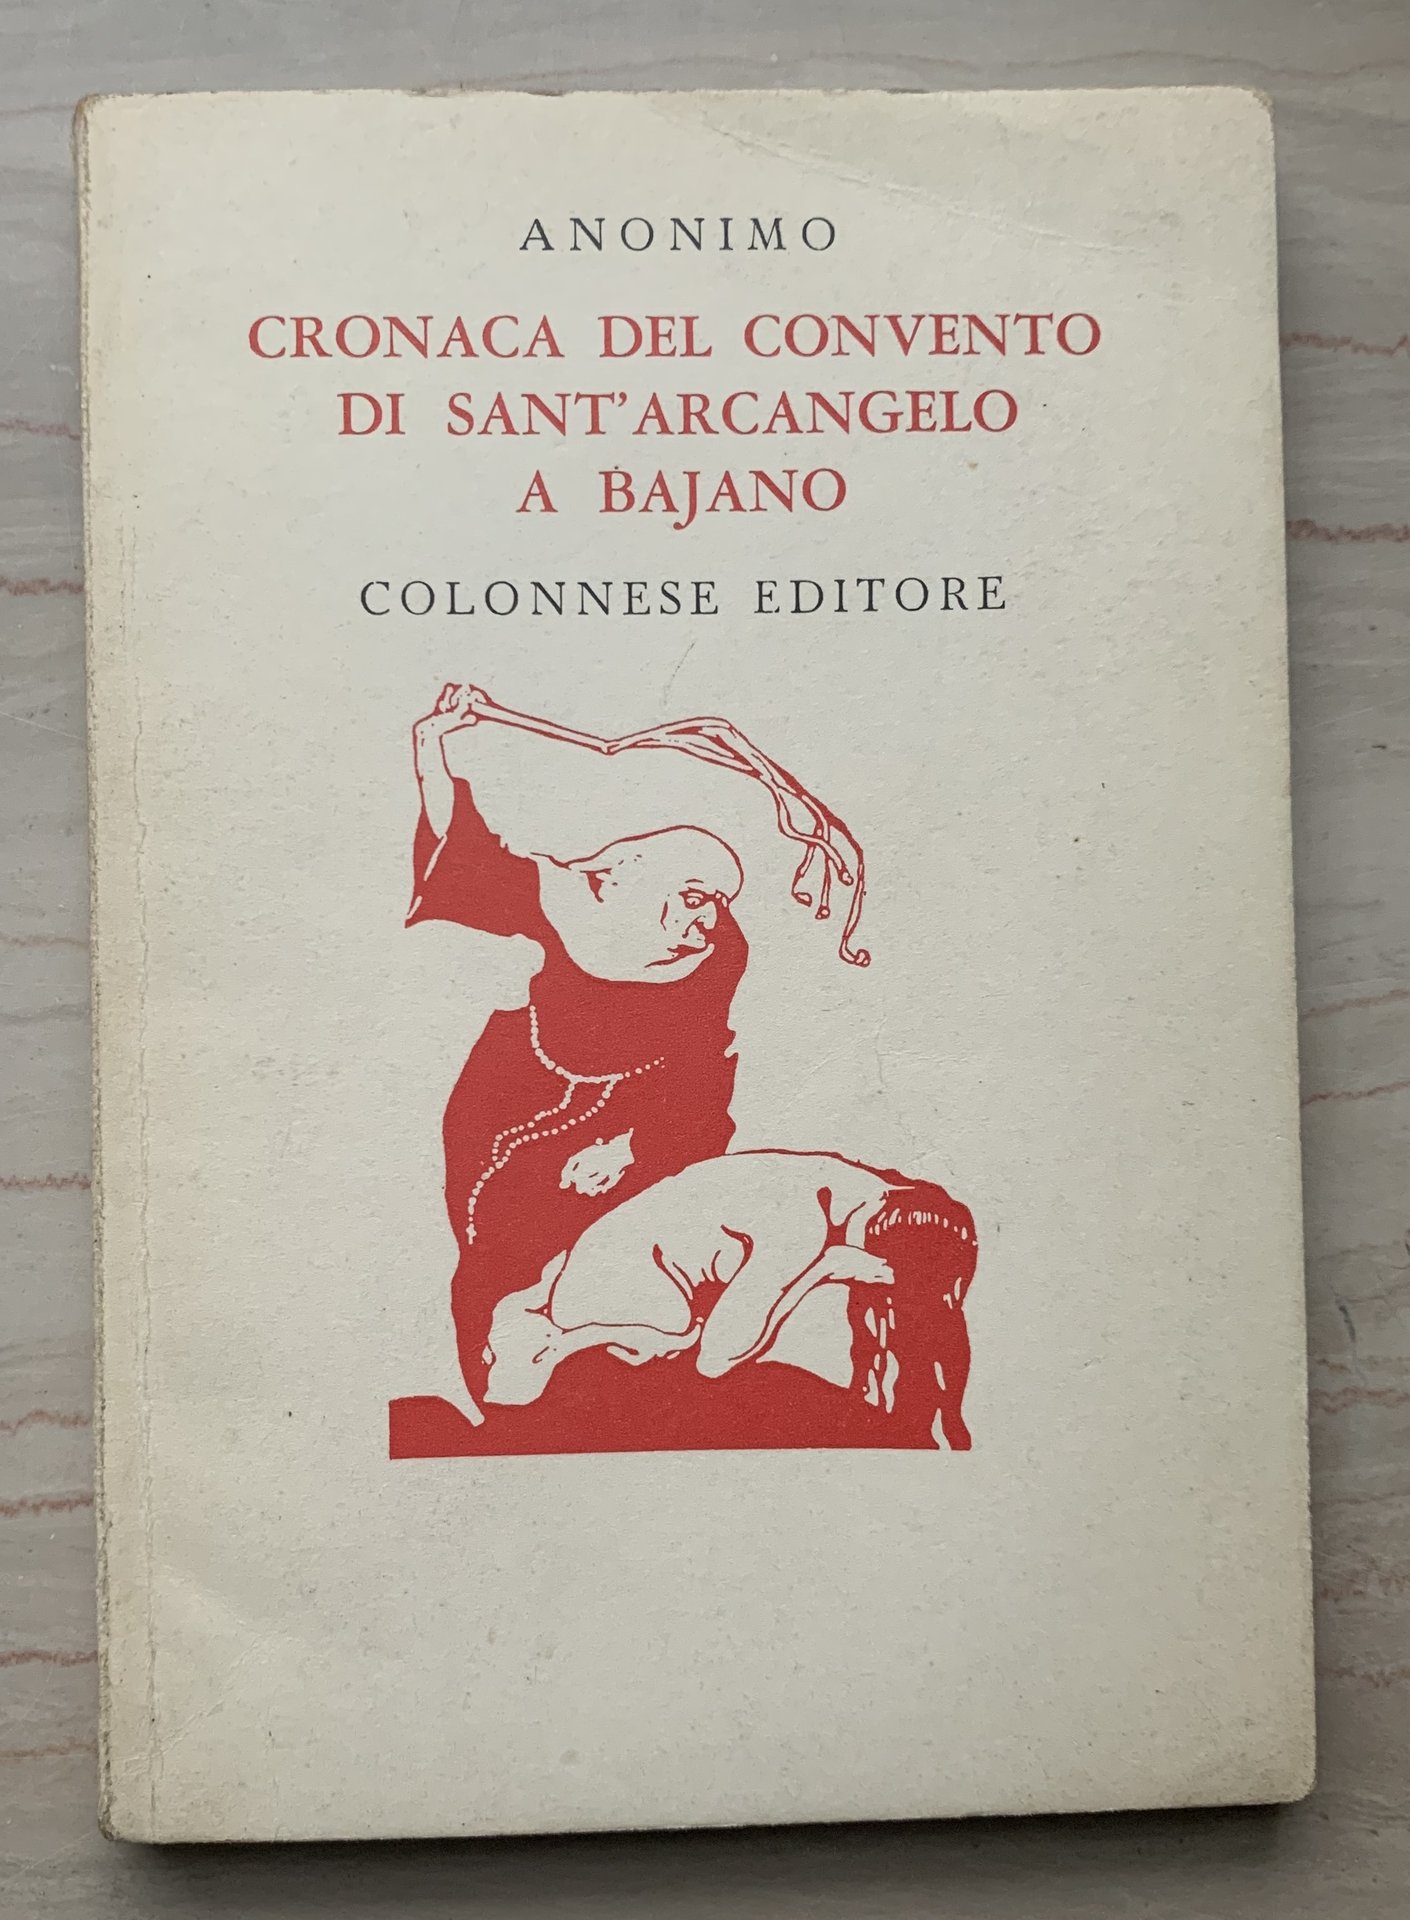 ANONIMO
CRONACA DEL CONVENTO
DI SANT'ARCANGELO
A BAJANO
COLONNESE EDITORE